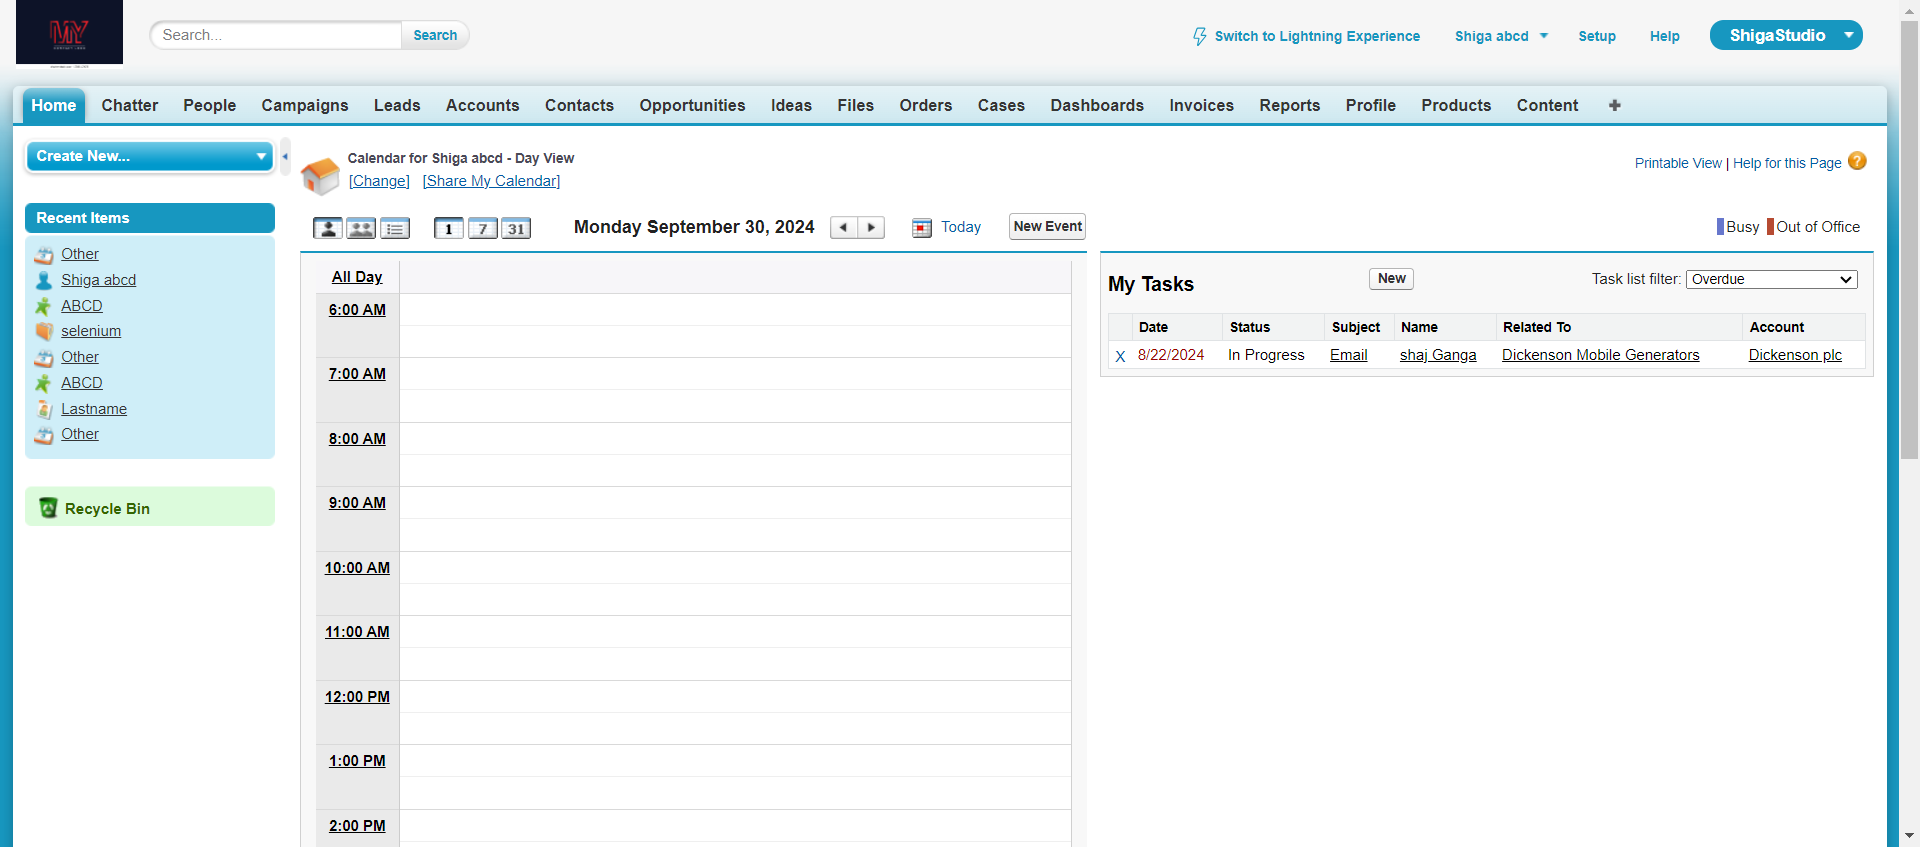 MY
Search...
Search
Switch to Lightning Experience
Shiga abcd
Setup
Help
ShigaStudio
Home
Chatter
People
Campaigns
Leads
Accounts
Contacts
Opportunities
Ideas
Files
Orders
Cases
Dashboards
Invoices
Reports
Profile
Products
Content
Create New...
Recent Items
Other
Shiga abcd
ABCD
selenium
Other
ABCD
Lastname
Other
Recycle Bin
Calendar for Shiga abcd - Day View
[Change] [Share My Calendar]
Printable View | Help for this Page ?
1
7
31
Monday September 30, 2024
Today
New Event
Busy
Out of Office
All Day
6:00 AM
7:00 AM
8:00 AM
9:00 AM
10:00 AM
11:00 AM
12:00 PM
1:00 PM
2:00 PM
My Tasks
New
Task list filter: Overdue
Date Status Subject Name Related To Account
X 8/22/2024 In Progress Email shaj Ganga Dickenson Mobile Generators Dickenson plc